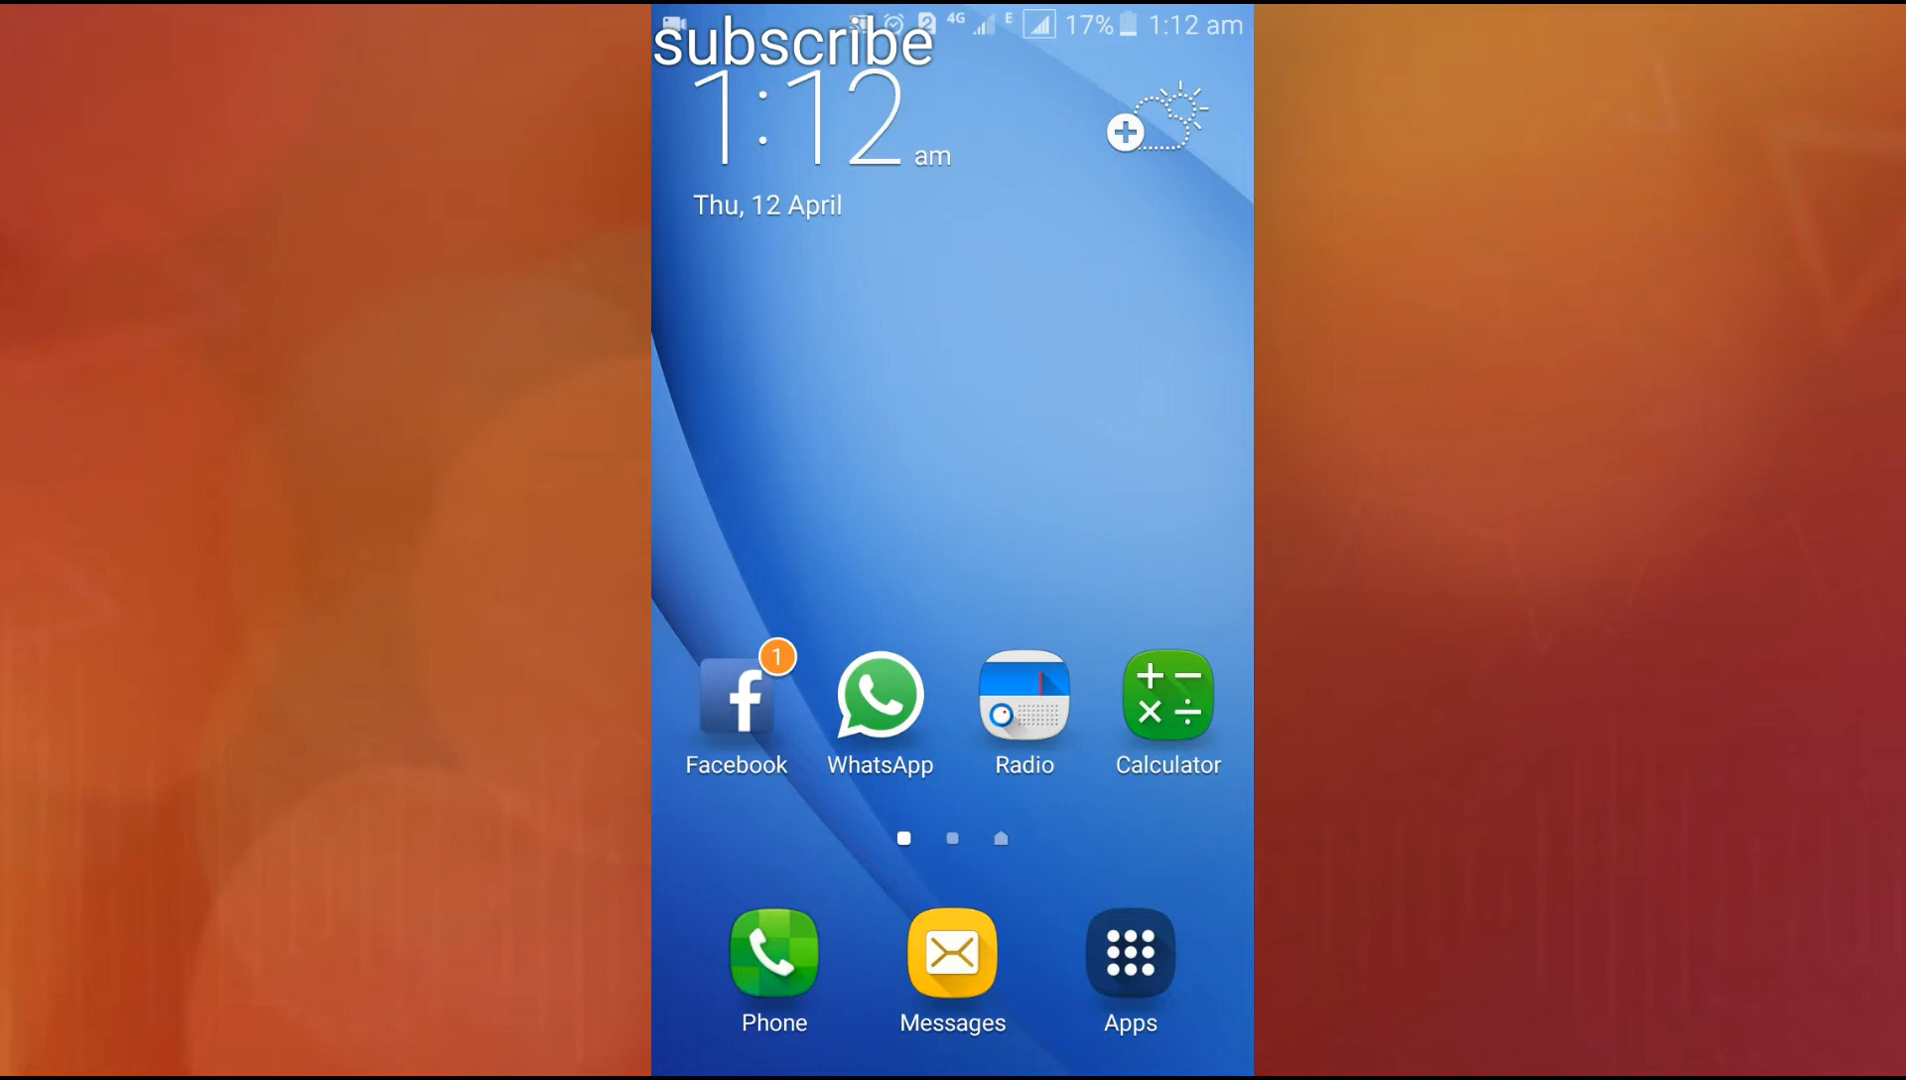 2 4G E 17% 1:12 am
subscribe
1:12 am
Thu, 12 April
1
Facebook WhatsApp Radio Calculator
Phone Messages Apps